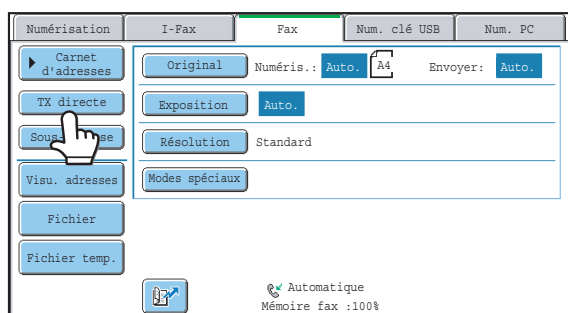 Numérisation I-Fax Fax Num. clé USB Num. PC
Carnet d'adresses
Original Numéris.: Auto. A4 Envoyer: Auto.
TX directe
Exposition Auto.
Résolution Standard
Visu. adresses
Modes spéciaux
Fichier
Fichier temp.
Automatique
Mémoire fax :100%